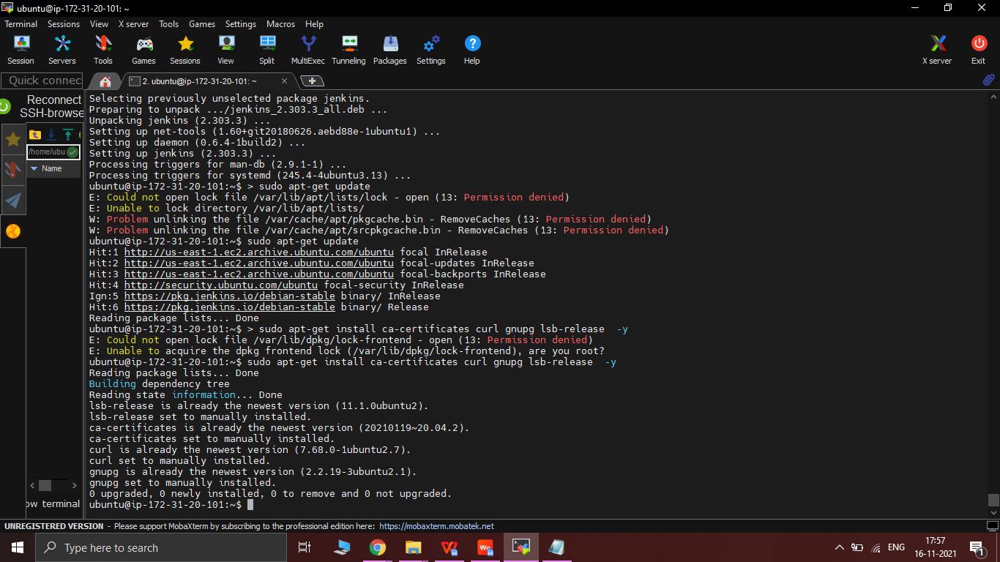 ubuntu@ip-172-31-20-101: ~
Terminal Sessions View X server Tools Games Settings Macros Help
Session Servers Tools Games Sessions View Split MultiExec Tunneling Packages Settings Help X server Exit
Quick connec
2. ubuntu@ip-172-31-20-101: ~
Reconnect
SSH-browse
/home/ubu
Name
ow terminal
Selecting previously unselected package jenkins.
Preparing to unpack .../jenkins_2.303.3_all.deb ...
Unpacking jenkins (2.303.3) ...
Setting up net-tools (1.60+git20180626.aebd88e-1ubuntu1) ...
Setting up daemon (0.6.4-1build2) ...
Setting up jenkins (2.303.3) ...
Processing triggers for man-db (2.9.1-1) ...
Processing triggers for systemd (245.4-4ubuntu3.13) ...
ubuntu@ip-172-31-20-101:~$ > sudo apt-get update
E: Could not open lock file /var/lib/apt/lists/lock - open (13: Permission denied)
E: Unable to lock directory /var/lib/apt/lists/
W: Problem unlinking the file /var/cache/apt/pkgcache.bin - RemoveCaches (13: Permission denied)
W: Problem unlinking the file /var/cache/apt/srcpkgcache.bin - RemoveCaches (13: Permission denied)
ubuntu@ip-172-31-20-101:~$ sudo apt-get update
Hit:1 http://us-east-1.ec2.archive.ubuntu.com/ubuntu focal InRelease
Hit:2 http://us-east-1.ec2.archive.ubuntu.com/ubuntu focal-updates InRelease
Hit:3 http://us-east-1.ec2.archive.ubuntu.com/ubuntu focal-backports InRelease
Hit:4 http://security.ubuntu.com/ubuntu focal-security InRelease
Ign:5 https://pkg.jenkins.io/debian-stable binary/ InRelease
Hit:6 https://pkg.jenkins.io/debian-stable binary/ Release
Reading package lists... Done
ubuntu@ip-172-31-20-101:~$ > sudo apt-get install ca-certificates curl gnupg lsb-release  -y
E: Could not open lock file /var/lib/dpkg/lock-frontend - open (13: Permission denied)
E: Unable to acquire the dpkg frontend lock (/var/lib/dpkg/lock-frontend), are you root?
ubuntu@ip-172-31-20-101:~$ sudo apt-get install ca-certificates curl gnupg lsb-release  -y
Reading package lists... Done
Building dependency tree
Reading state information... Done
lsb-release is already the newest version (11.1.0ubuntu2).
lsb-release set to manually installed.
ca-certificates is already the newest version (20210119~20.04.2).
ca-certificates set to manually installed.
curl is already the newest version (7.68.0-1ubuntu2.7).
curl set to manually installed.
gnupg is already the newest version (2.2.19-3ubuntu2.1).
gnupg set to manually installed.
0 upgraded, 0 newly installed, 0 to remove and 0 not upgraded.
ubuntu@ip-172-31-20-101:~$
UNREGISTERED VERSION - Please support MobaXterm by subscribing to the professional edition here: https://mobaxterm.mobatek.net
Type here to search
ENG
17:57
16-11-2021
1